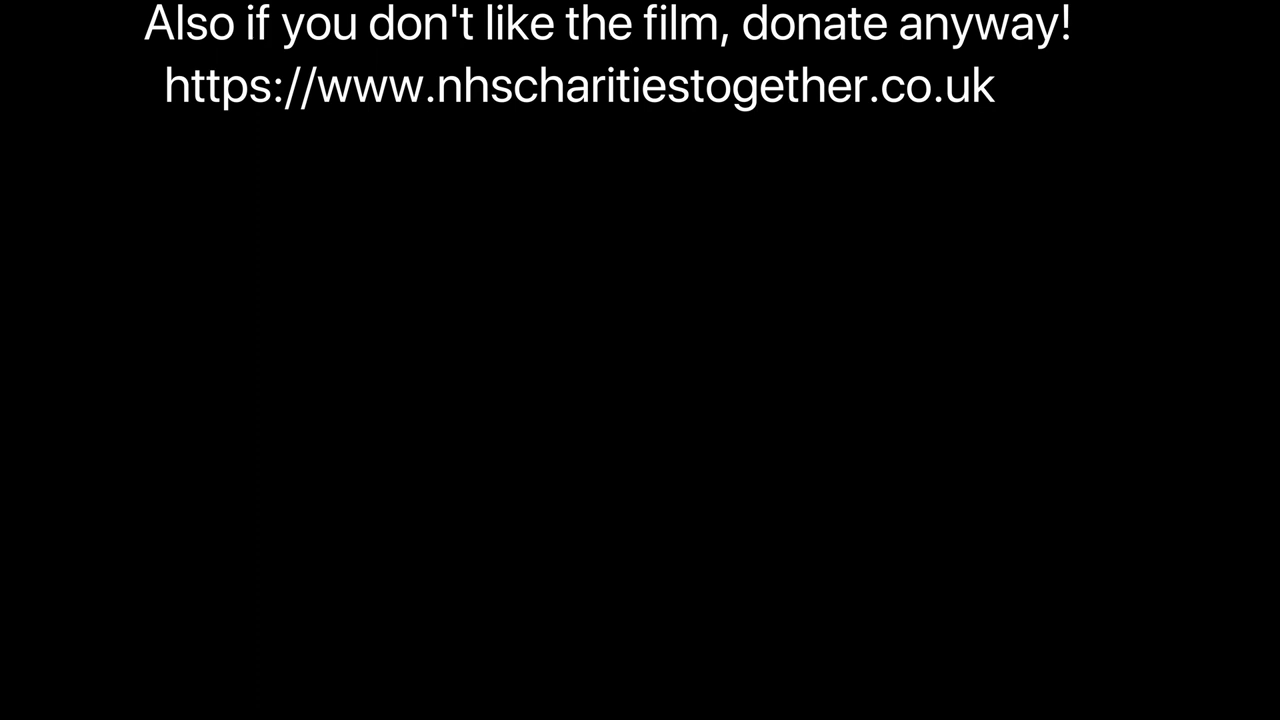 Also if you don't like the film, donate anyway!
https://www.nhscharitiestogether.co.uk